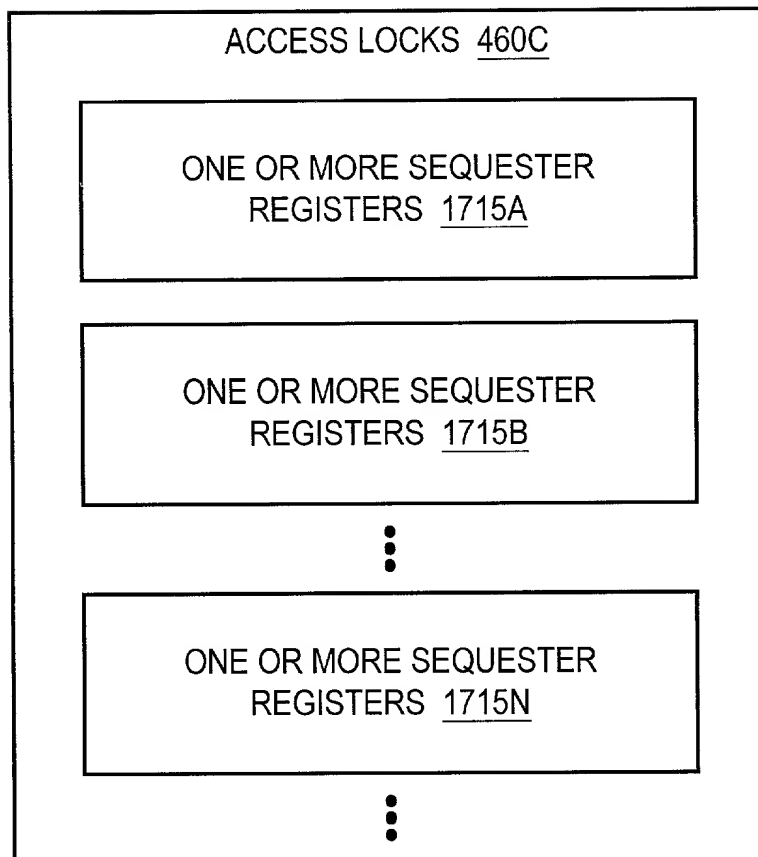 ACCESS LOCKS 460C
ONE OR MORE SEQUESTER
REGISTERS 1715A
ONE OR MORE SEQUESTER
REGISTERS 1715B
ONE OR MORE SEQUESTER
REGISTERS 1715N